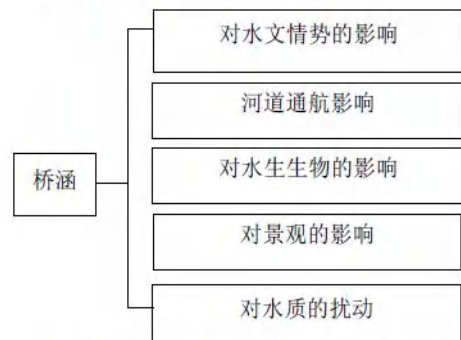 对水文情势的影响
河道通航影响
对水生生物的影响
桥涵
对景观的影响
对水质的扰动